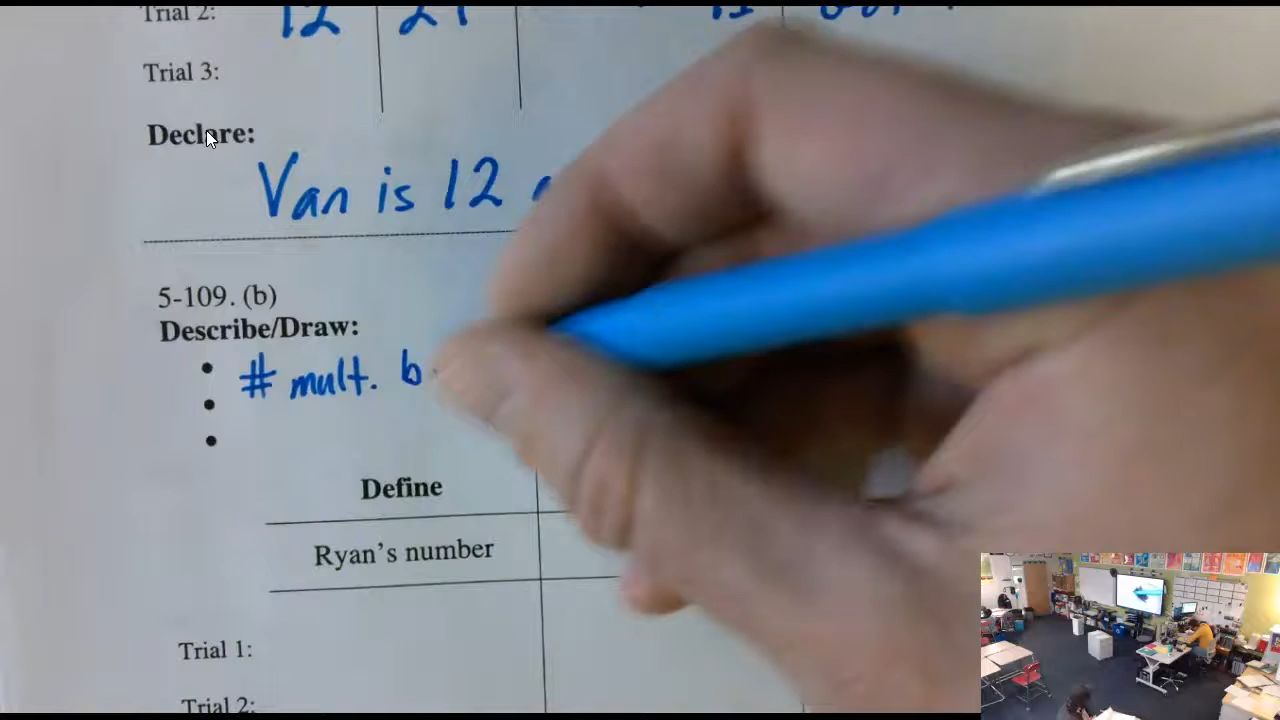 Trial 2: 12
Trial 3:
Declare:
Van is 12
5-109. (b)
Describe/Draw:
# mult. b
Define
Ryan's number
Trial 1:
Trial 2: